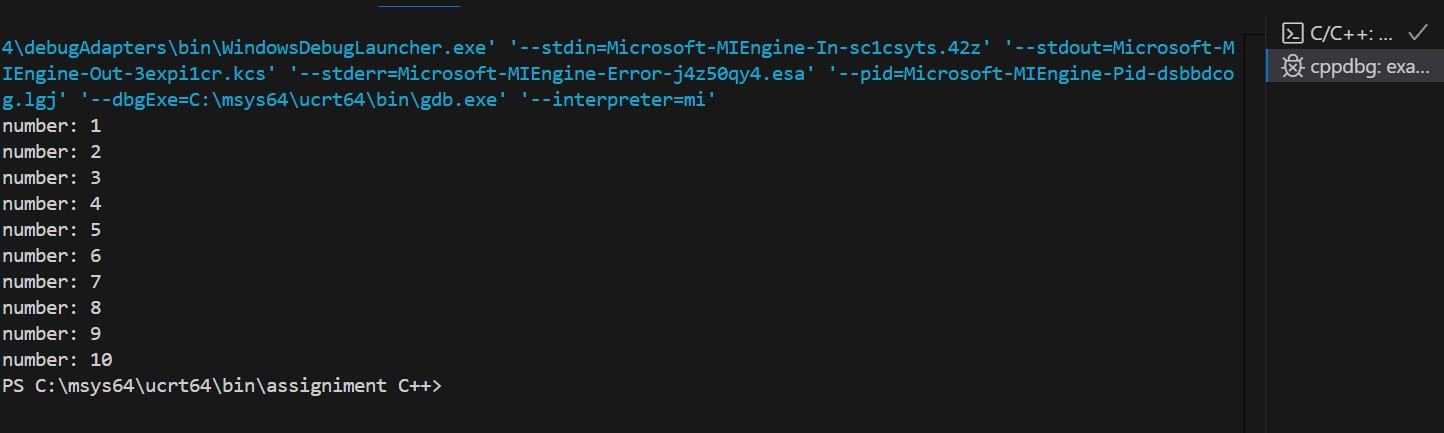 4\debugAdapters\bin\WindowsDebugLauncher.exe' '--stdin=Microsoft-MIEngine-In-sc1csyts.42z' '--stdout=Microsoft-M
IEngine-Out-3expi1cr.kcs' '--stderr=Microsoft-MIEngine-Error-j4z50qy4.esa' '--pid=Microsoft-MIEngine-Pid-dsbbdco
g.lgj' '--dbgExe=C:\msys64\ucrt64\bin\gdb.exe' '--interpreter=mi'
number: 1
number: 2
number: 3
number: 4
number: 5
number: 6
number: 7
number: 8
number: 9
number: 10
PS C:\msys64\ucrt64\bin\assigniment C++>
C/C++: ...
cppdbg: exa...